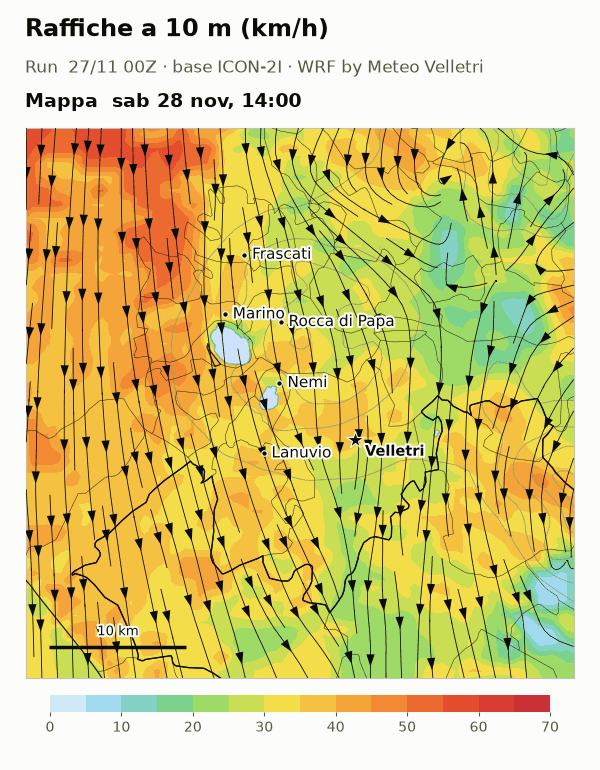 Raffiche a 10 m (km/h)
Run 27/11 00Z · base ICON-2I · WRF by Meteo Velletri
Mappa sab 28 nov, 14:00
Frascati
Marino
Rocca di Papa
Nemi
Velletri
Lanuvio
10 km
0 10 20 30 40 50 60 70